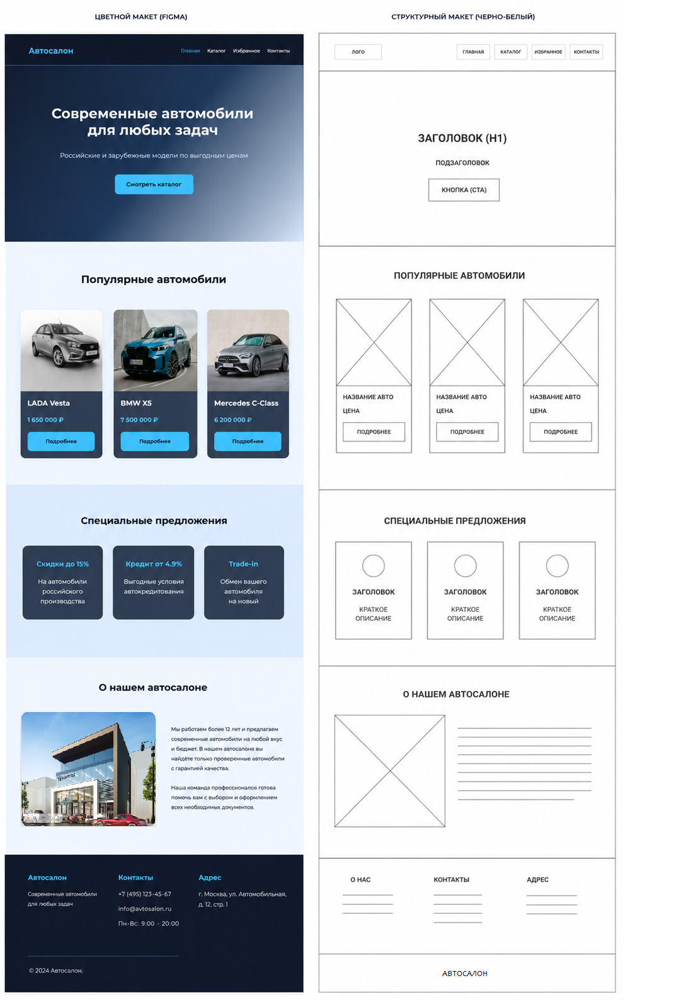 ЦВЕТНОЙ МАКЕТ (FIGMA)
Автосалон
Главная Каталог Избранное Контакты
Современные автомобили
для любых задач
Российские и зарубежные модели по выгодным ценам
Смотреть каталог
Популярные автомобили
LADA Vesta
1 650 000 ₽
Подробнее
BMW X5
7 500 000 ₽
Подробнее
Mercedes C-Class
6 200 000 ₽
Подробнее
Специальные предложения
Скидки до 15%
На автомобили
российского
производства
Кредит от 4.9%
Выгодные условия
автокредитования
Trade-in
Обмен вашего
автомобиля
на новый
О нашем автосалоне
Мы работаем более 12 лет и предлагаем
современные автомобили на любой вкус
и бюджет. В нашем автосалоне вы
найдёте только проверенные автомобили
с гарантией качества.
Наша команда профессионалов готова
помочь вам с выбором и оформлением
всех необходимых документов.
Автосалон
Современные автомобили
для любых задач
Контакты
+7 (495) 123-45-67
info@avtosalon.ru
Пн-Вс: 9:00 - 20:00
Адрес
г. Москва, ул. Автомобильная,
д. 12, стр. 1
© 2024 Автосалон.
СТРУКТУРНЫЙ МАКЕТ (ЧЕРНО-БЕЛЫЙ)
ЛОГО
ГЛАВНАЯ КАТАЛОГ ИЗБРАННОЕ КОНТАКТЫ
ЗАГОЛОВОК (H1)
ПОДЗАГОЛОВОК
КНОПКА (CTA)
ПОПУЛЯРНЫЕ АВТОМОБИЛИ
НАЗВАНИЕ АВТО
ЦЕНА
ПОДРОБНЕЕ
НАЗВАНИЕ АВТО
ЦЕНА
ПОДРОБНЕЕ
НАЗВАНИЕ АВТО
ЦЕНА
ПОДРОБНЕЕ
СПЕЦИАЛЬНЫЕ ПРЕДЛОЖЕНИЯ
ЗАГОЛОВОК
КРАТКОЕ
ОПИСАНИЕ
ЗАГОЛОВОК
КРАТКОЕ
ОПИСАНИЕ
ЗАГОЛОВОК
КРАТКОЕ
ОПИСАНИЕ
О НАШЕМ АВТОСАЛОНЕ
О НАС
КОНТАКТЫ
АДРЕС
АВТОСАЛОН